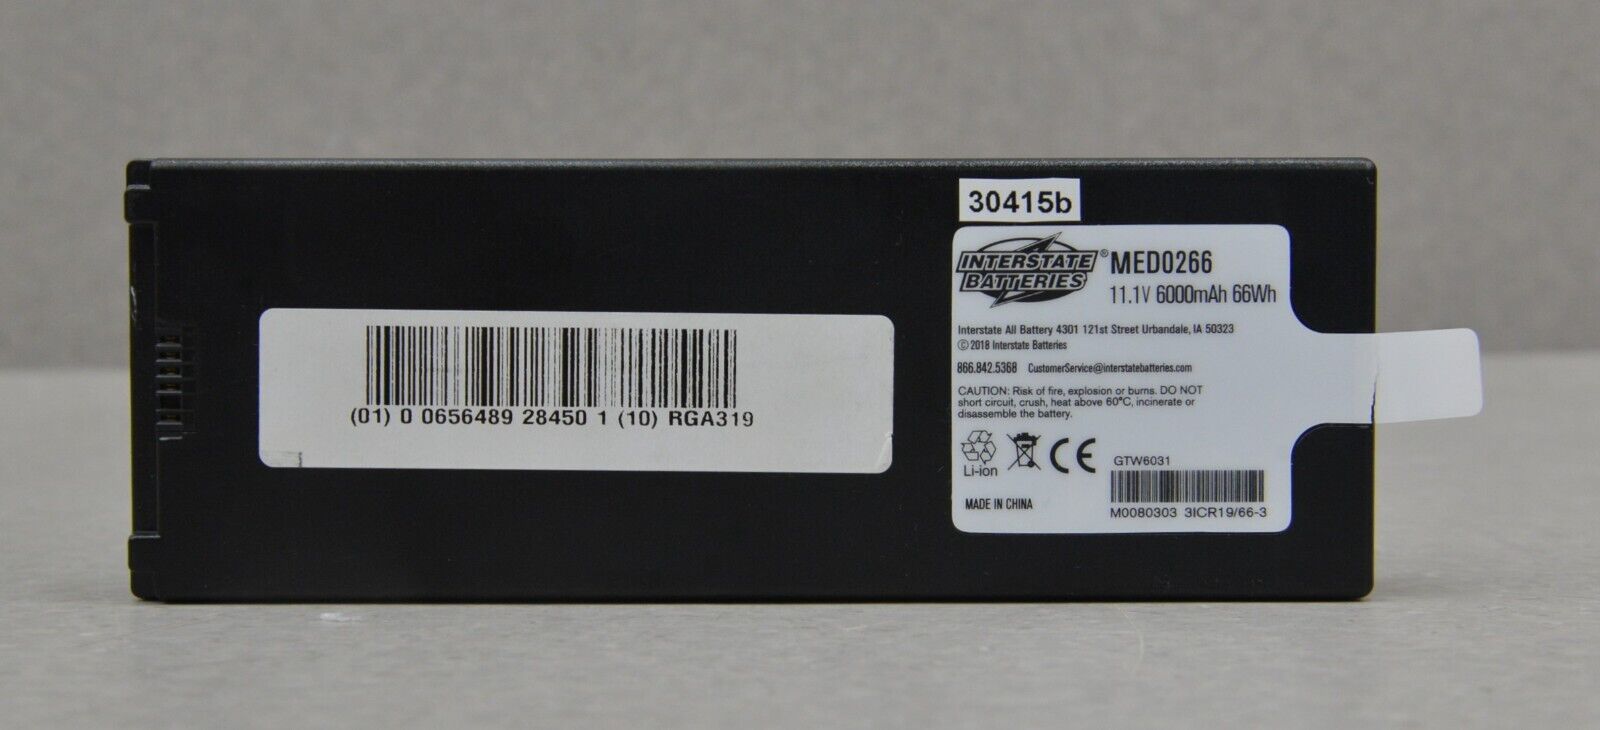 30415b
INTERSTATE BATTERIES®
MED0266
11.1V 6000mAh 66Wh
Interstate All Battery 4301 121st Street Urbandale, IA 50323
© 2018 Interstate Batteries
866.842.5368 CustomerService@interstatebatteries.com
CAUTION: Risk of fire, explosion or burns. DO NOT
short circuit, crush, heat above 60°C, incinerate or
disassemble the battery.
Li-ion
CE
GTW6031
MADE IN CHINA
M0080303 3ICR19/66-3
(01) 0 0656489 28450 1 (10) RGA319